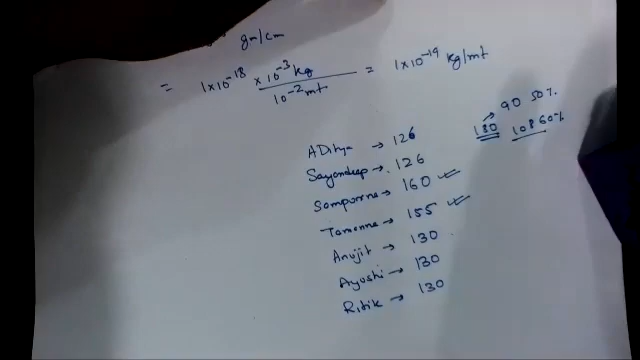 gm/cm
= 1×10⁻¹⁸ × 10⁻³ kg / 10⁻² mt = 1×10⁻¹⁹ kg/mt
→ 90 50%
180 108 60%
ADitya → 126
Sayandeep → 126
Sampurna → 160 ✓
Tamanna → 155 ✓
Anujit → 130
Ayushi → 130
Ritik → 130